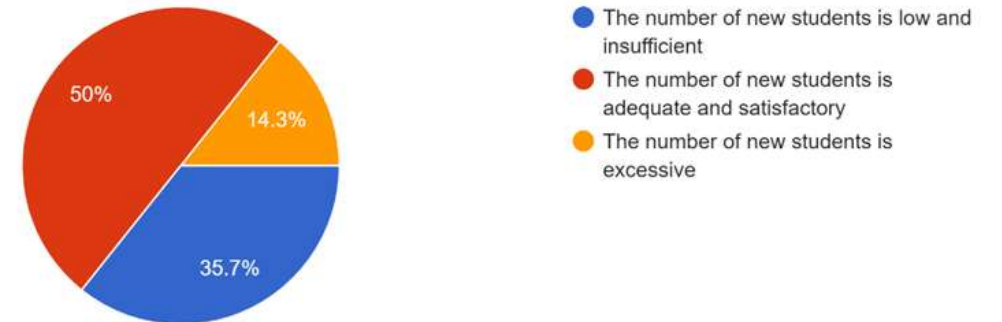 50%
14.3%
35.7%
The number of new students is low and
insufficient
The number of new students is
adequate and satisfactory
The number of new students is
excessive